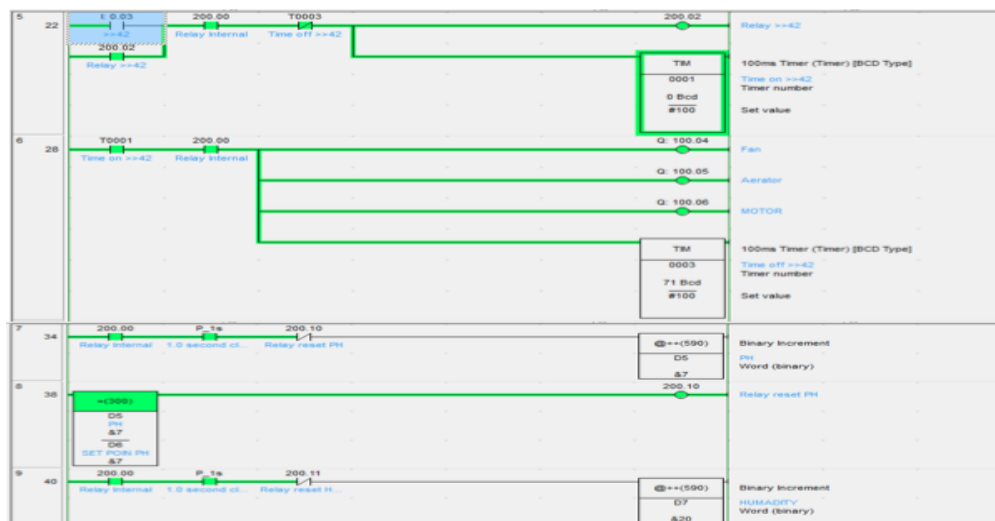 5
22
I: 0.03
>>42
200.00
Relay Internal
T0003
Time off >>42
200.02
Relay >>42
200.02
Relay >>42
TIM
100ms Timer (Timer) [BCD Type]
0001
Time on >>42
Timer number
0 Bcd
#100
Set value
6
28
T0001
Time on >>42
200.00
Relay Internal
Q: 100.04
Fan
Q: 100.05
Aerator
Q: 100.06
MOTOR
TIM
100ms Timer (Timer) [BCD Type]
0003
Time off >>42
Timer number
71 Bcd
#100
Set value
7
34
200.00
Relay Internal
P_1s
1.0 second cl...
200.10
Relay reset PH
@++(590)
Binary Increment
D5
PH
Word (binary)
&7
8
38
=(300)
D5
PH
&7
D6
SET POIN PH
&7
200.10
Relay reset PH
9
40
200.00
Relay Internal
P_1s
1.0 second cl...
200.11
Relay reset H...
@++(590)
Binary Increment
D7
HUMADITY
Word (binary)
&20